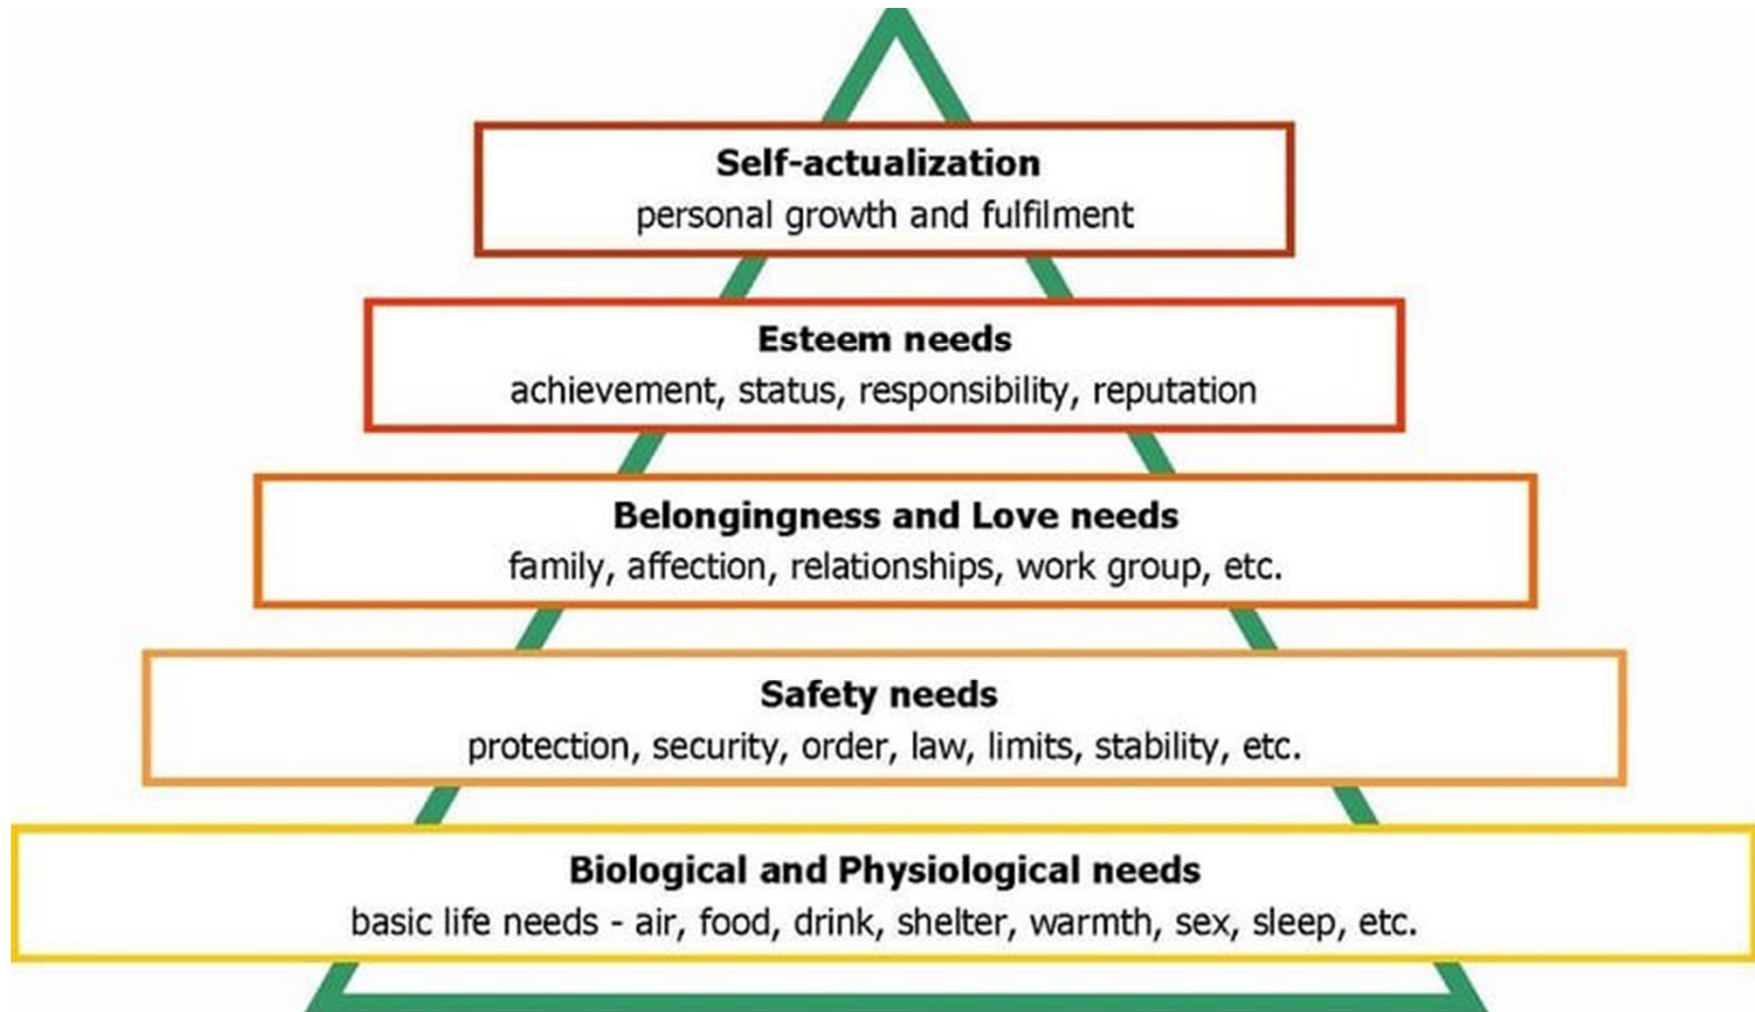 Self-actualization
personal growth and fulfilment
Esteem needs
achievement, status, responsibility, reputation
Belongingness and Love needs
family, affection, relationships, work group, etc.
Safety needs
protection, security, order, law, limits, stability, etc.
Biological and Physiological needs
basic life needs - air, food, drink, shelter, warmth, sex, sleep, etc.